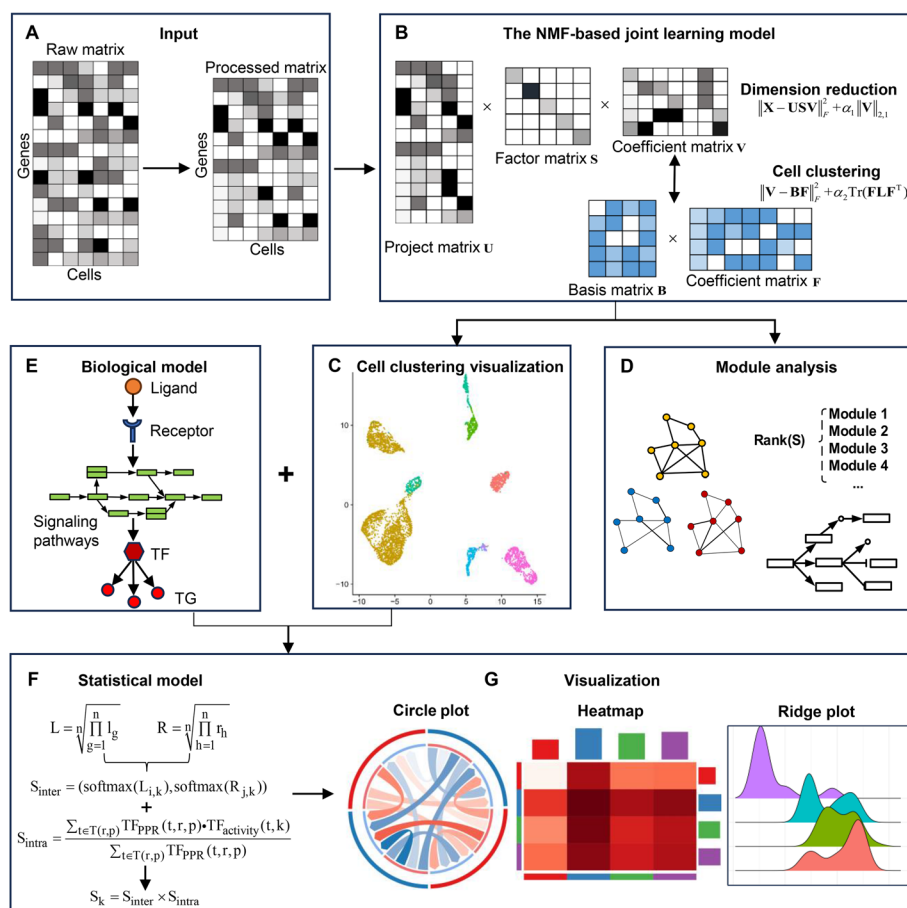 A
Input
Raw matrix
Processed matrix
Genes
Genes
Cells
Cells
B
The NMF-based joint learning model
×
×
Factor matrix S
Coefficient matrix V
Project matrix U
Dimension reduction
‖X − USV‖²_F + α₁‖V‖₂,₁
Cell clustering
‖V − BF‖²_F + α₂Tr(FLFᵀ)
×
Basis matrix B
Coefficient matrix F
E
Biological model
Ligand
Receptor
Signaling
pathways
TF
TG
+
C
Cell clustering visualization
10
5
0
−5
−10
−10
−5
0
5
10
15
D
Module analysis
Rank(S)
Module 1
Module 2
Module 3
Module 4
...
F
Statistical model
L = ⁿ√(∏ⁿ_{g=1} l_g)
R = ⁿ√(∏ⁿ_{h=1} r_h)
S_inter = (softmax(L_{i,k}), softmax(R_{j,k}))
+
S_intra = ∑_{t∈T(r,p)} TF_PPR(t, r, p)•TF_activity(t, k) / ∑_{t∈T(r,p)} TF_PPR(t, r, p)
S_k = S_inter × S_intra
G
Visualization
Circle plot
Heatmap
Ridge plot